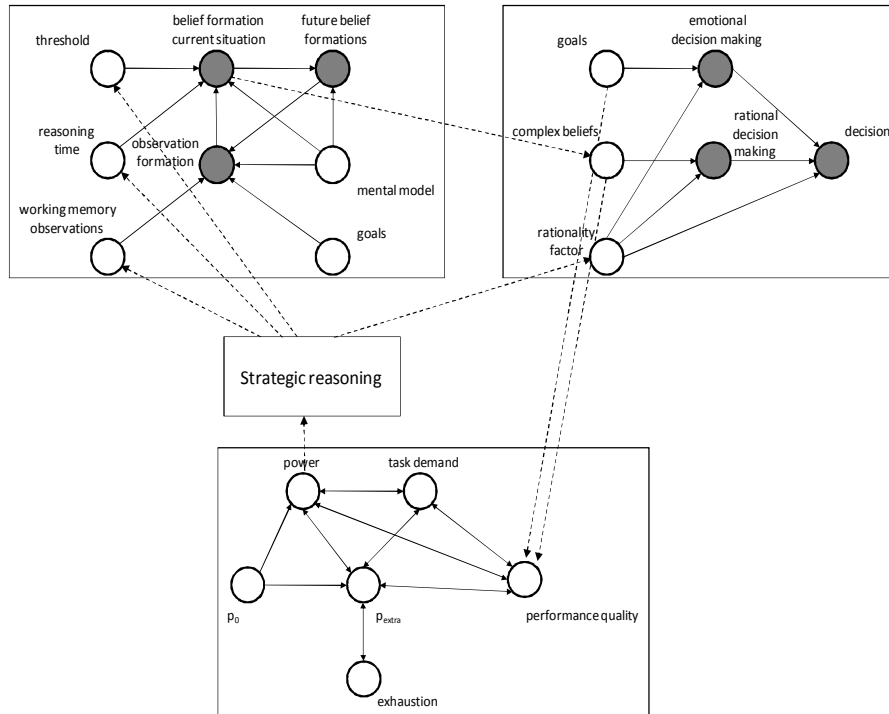 threshold
belief formation
current situation
future belief
formations
reasoning
time
observation
formation
mental model
working memory
observations
goals
goals
emotional
decision making
complex beliefs
rational
decision
making
decision
rationality
factor
Strategic reasoning
power
task demand
p0
pextra
performance quality
exhaustion